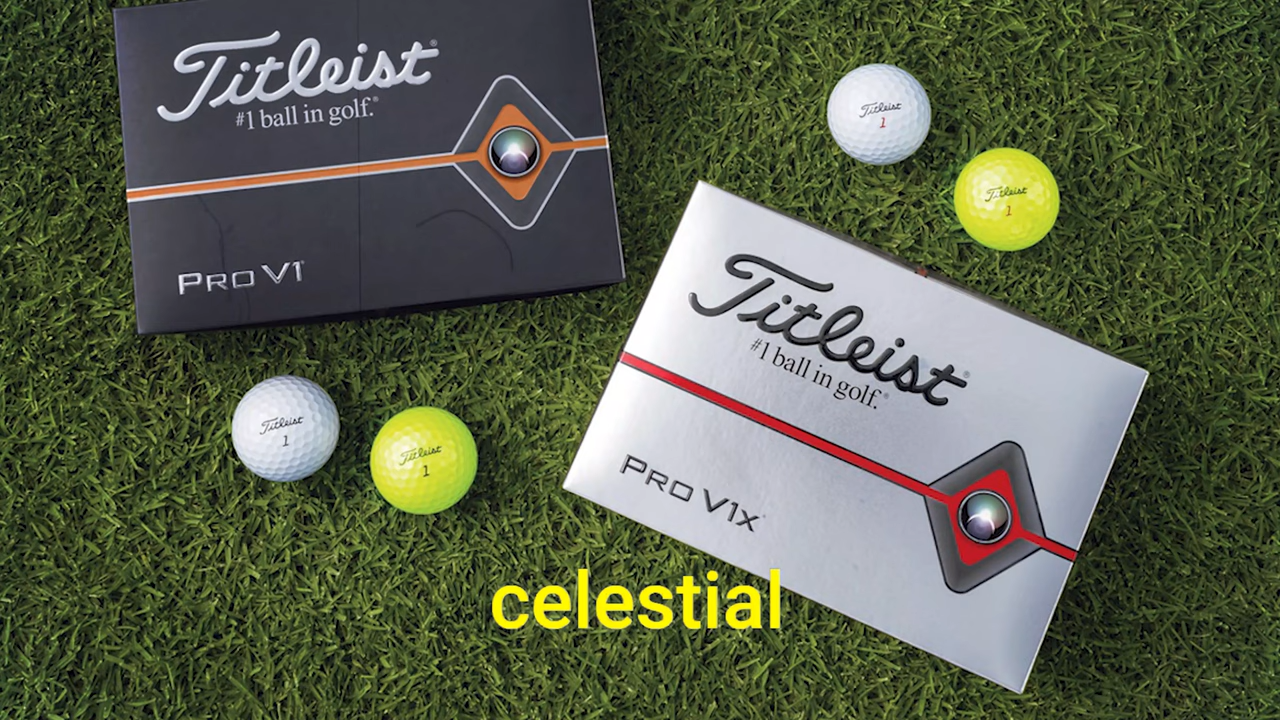 Titleist®
#1 ball in golf.®
PRO V1
Titleist
1
Titleist
1
Titleist®
#1 ball in golf.®
PRO V1x
Titleist
1
Titleist
1
celestial